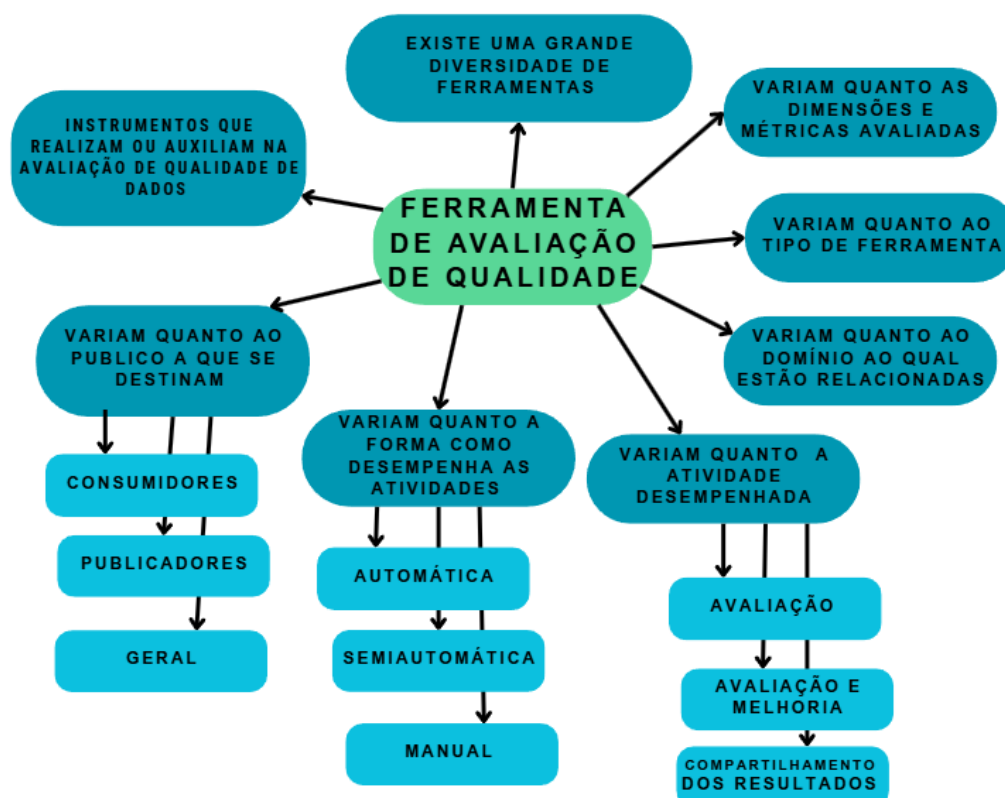 EXISTE UMA GRANDE
DIVERSIDADE DE
FERRAMENTAS
VARIAM QUANTO AS
DIMENSÕES E
MÉTRICAS AVALIADAS
INSTRUMENTOS QUE
REALIZAM OU AUXILIAM NA
AVALIAÇÃO DE QUALIDADE DE
DADOS
FERRAMENTA
DE AVALIAÇÃO
DE QUALIDADE
VARIAM QUANTO AO
TIPO DE FERRAMENTA
VARIAM QUANTO AO
PUBLICO A QUE SE
DESTINAM
VARIAM QUANTO AO
DOMÍNIO AO QUAL
ESTÃO RELACIONADAS
VARIAM QUANTO A
FORMA COMO
DESEMPENHA AS
ATIVIDADES
VARIAM QUANTO A
ATIVIDADE
DESEMPENHADA
CONSUMIDORES
PUBLICADORES
GERAL
AUTOMÁTICA
SEMIAUTOMÁTICA
MANUAL
AVALIAÇÃO
AVALIAÇÃO E
MELHORIA
COMPARTILHAMENTO
DOS RESULTADOS